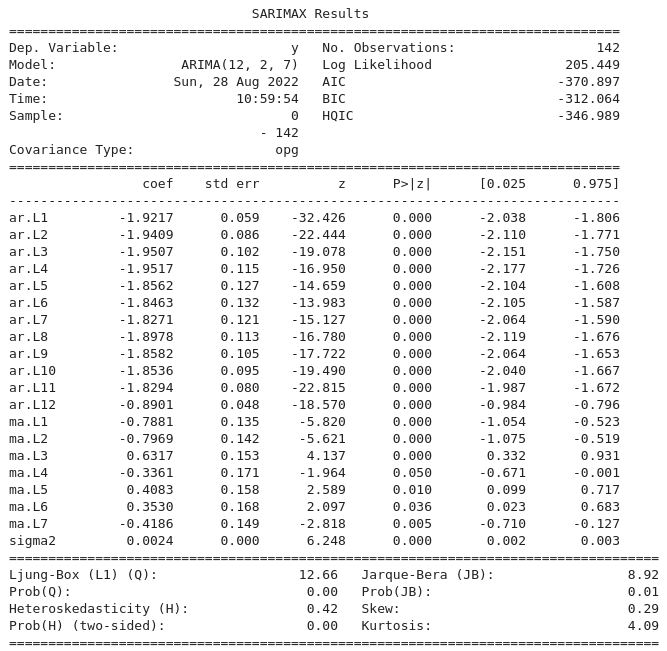 SARIMAX Results
==============================================================================
Dep. Variable:                      y   No. Observations:                  142
Model:                ARIMA(12, 2, 7)   Log Likelihood                 205.449
Date:                Sun, 28 Aug 2022   AIC                           -370.897
Time:                        10:59:54   BIC                           -312.064
Sample:                             0   HQIC                          -346.989
                                - 142
Covariance Type:                  opg
==============================================================================
                 coef    std err          z      P>|z|      [0.025      0.975]
------------------------------------------------------------------------------
ar.L1         -1.9217      0.059    -32.426      0.000      -2.038      -1.806
ar.L2         -1.9409      0.086    -22.444      0.000      -2.110      -1.771
ar.L3         -1.9507      0.102    -19.078      0.000      -2.151      -1.750
ar.L4         -1.9517      0.115    -16.950      0.000      -2.177      -1.726
ar.L5         -1.8562      0.127    -14.659      0.000      -2.104      -1.608
ar.L6         -1.8463      0.132    -13.983      0.000      -2.105      -1.587
ar.L7         -1.8271      0.121    -15.127      0.000      -2.064      -1.590
ar.L8         -1.8978      0.113    -16.780      0.000      -2.119      -1.676
ar.L9         -1.8582      0.105    -17.722      0.000      -2.064      -1.653
ar.L10        -1.8536      0.095    -19.490      0.000      -2.040      -1.667
ar.L11        -1.8294      0.080    -22.815      0.000      -1.987      -1.672
ar.L12        -0.8901      0.048    -18.570      0.000      -0.984      -0.796
ma.L1         -0.7881      0.135     -5.820      0.000      -1.054      -0.523
ma.L2         -0.7969      0.142     -5.621      0.000      -1.075      -0.519
ma.L3          0.6317      0.153      4.137      0.000       0.332       0.931
ma.L4         -0.3361      0.171     -1.964      0.050      -0.671      -0.001
ma.L5          0.4083      0.158      2.589      0.010       0.099       0.717
ma.L6          0.3530      0.168      2.097      0.036       0.023       0.683
ma.L7         -0.4186      0.149     -2.818      0.005      -0.710      -0.127
sigma2         0.0024      0.000      6.248      0.000       0.002       0.003
===================================================================================
Ljung-Box (L1) (Q):                  12.66   Jarque-Bera (JB):                 8.92
Prob(Q):                              0.00   Prob(JB):                         0.01
Heteroskedasticity (H):               0.42   Skew:                             0.29
Prob(H) (two-sided):                  0.00   Kurtosis:                         4.09
===================================================================================